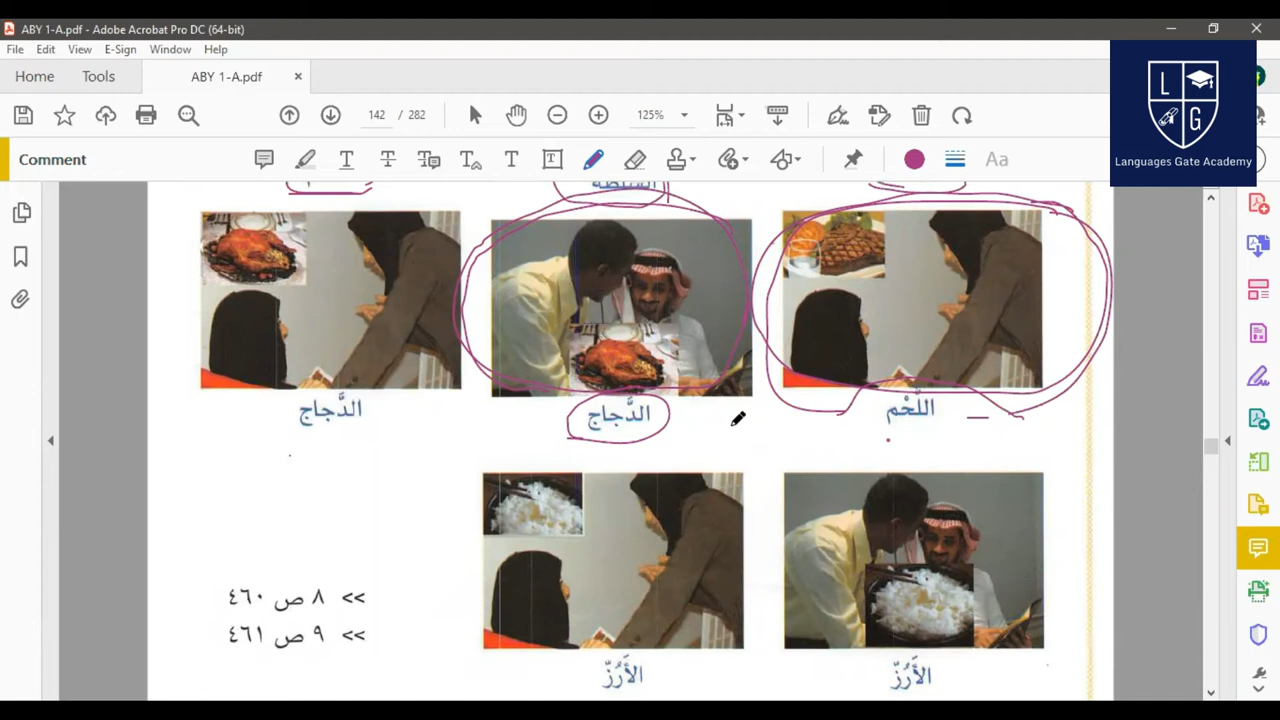 ABY 1-A.pdf - Adobe Acrobat Pro DC (64-bit)
File Edit View E-Sign Window Help
Home Tools ABY 1-A.pdf
142 / 282 125%
Comment
L G
Languages Gate Academy
السلطة
اللَّحْم
الدَّجاج
الدَّجاج
<< ٨ ص ٤٦٠
<< ٩ ص ٤٦١
الأَرُزّ
الأَرُزّ